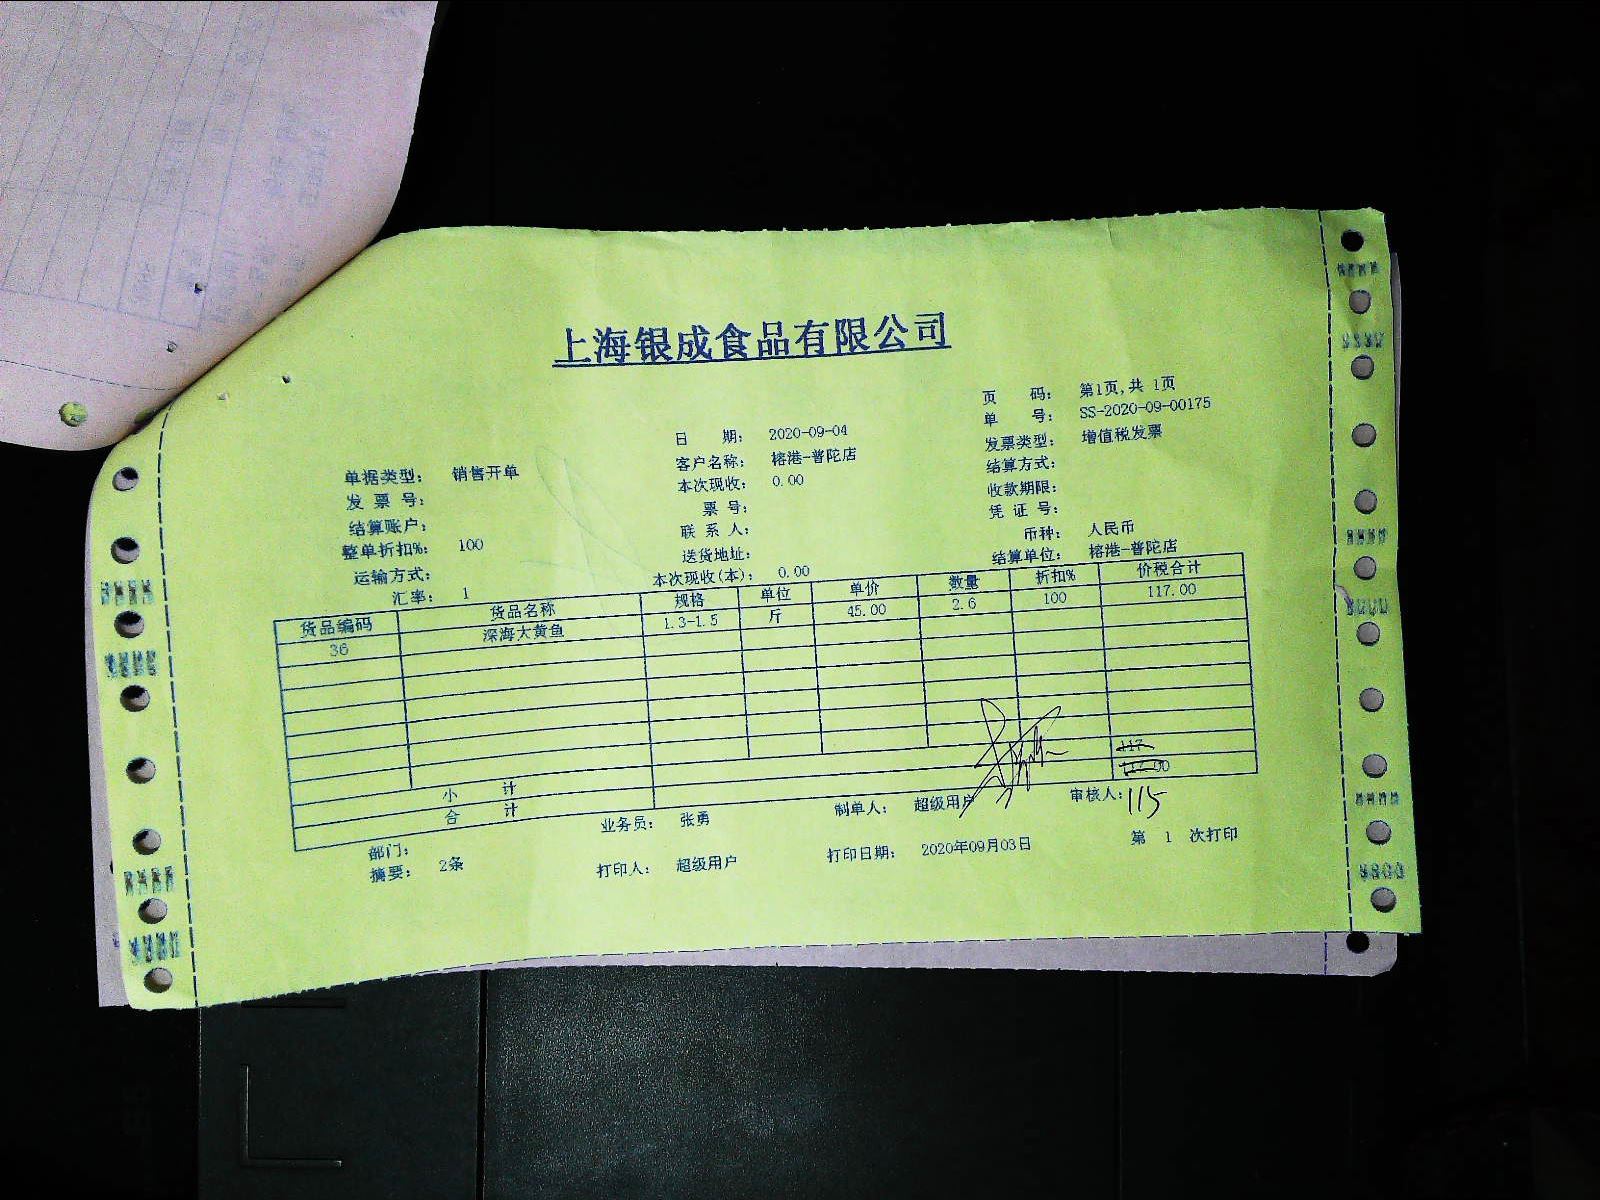 上海银成食品有限公司
页 码： 第1页,共 1页
单 号： SS-2020-09-00175
单据类型： 销售开单 日 期： 2020-09-04 发票类型： 增值税发票
发 票 号： 客户名称： 榕港-普陀店 结算方式：
结算账户： 本次现收： 0.00 收款期限：
整单折扣%： 100 票 号： 凭 证 号：
运输方式： 联 系 人： 币种： 人民币
汇率： 1 送货地址： 结算单位： 榕港-普陀店
本次现收(本)： 0.00
货品编码 货品名称 规格 单位 单价 数量 折扣% 价税合计
36 深海大黄鱼 1.3-1.5 斤 45.00 2.6 100 117.00
小 计 117
合 计 117.00
115
部门： 业务员： 张勇 制单人： 超级用户 审核人：
摘要： 2条 打印人： 超级用户 打印日期： 2020年09月03日 第 1 次打印